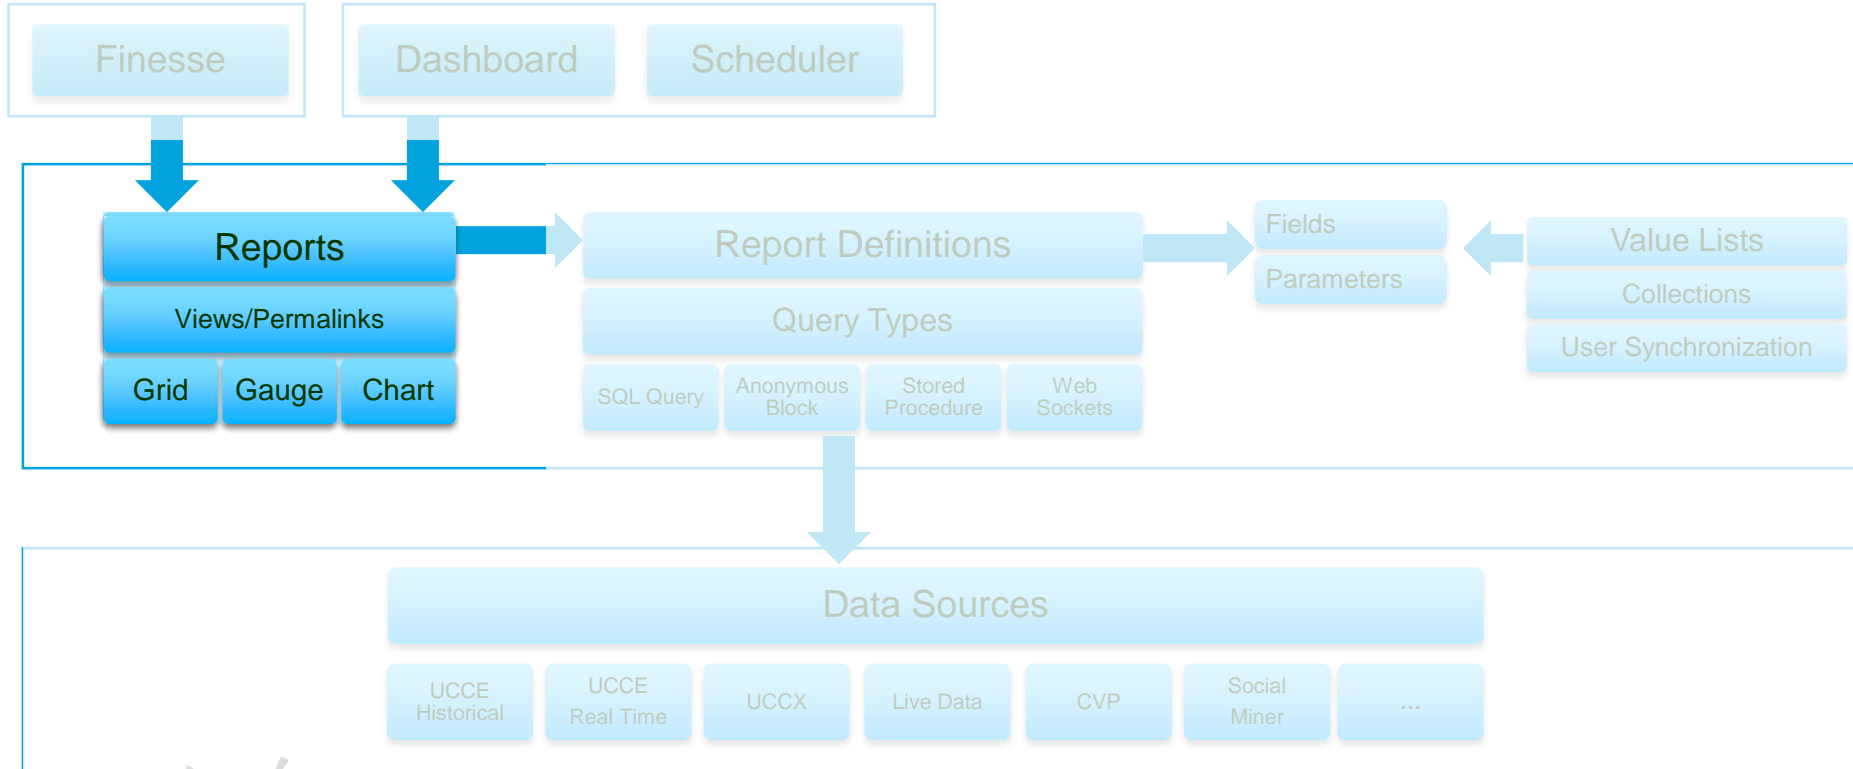 Finesse
Dashboard
Scheduler
Reports
Views/Permalinks
Grid
Gauge
Chart
Report Definitions
Query Types
SQL Query
Anonymous
Block
Stored
Procedure
Web
Sockets
Fields
Parameters
Value Lists
Collections
User Synchronization
Data Sources
UCCE
Historical
UCCE
Real Time
UCCX
Live Data
CVP
Social
Miner
...